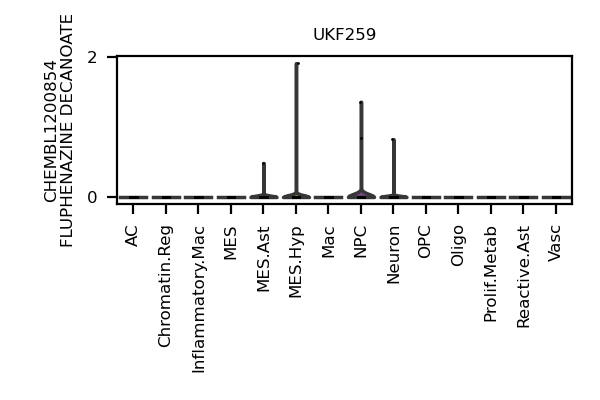 UKF259
CHEMBL1200854
FLUPHENAZINE DECANOATE
2
0
AC
Chromatin.Reg
Inflammatory.Mac
MES
MES.Ast
MES.Hyp
Mac
NPC
Neuron
OPC
Oligo
Prolif.Metab
Reactive.Ast
Vasc